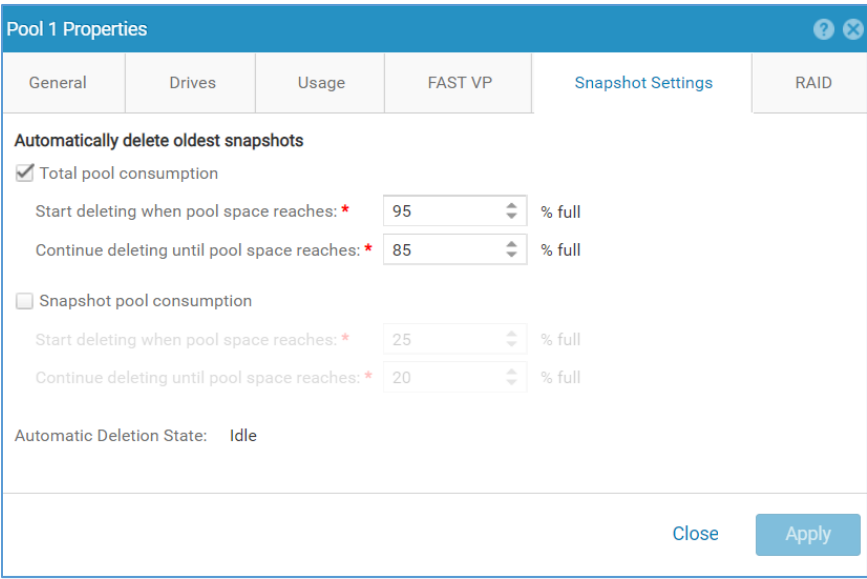 Pool 1 Properties
General Drives Usage FAST VP Snapshot Settings RAID
Automatically delete oldest snapshots
Total pool consumption
Start deleting when pool space reaches: * 95 % full
Continue deleting until pool space reaches: * 85 % full
Snapshot pool consumption
Start deleting when pool space reaches: * 25 % full
Continue deleting until pool space reaches: * 20 % full
Automatic Deletion State: Idle
Close Apply